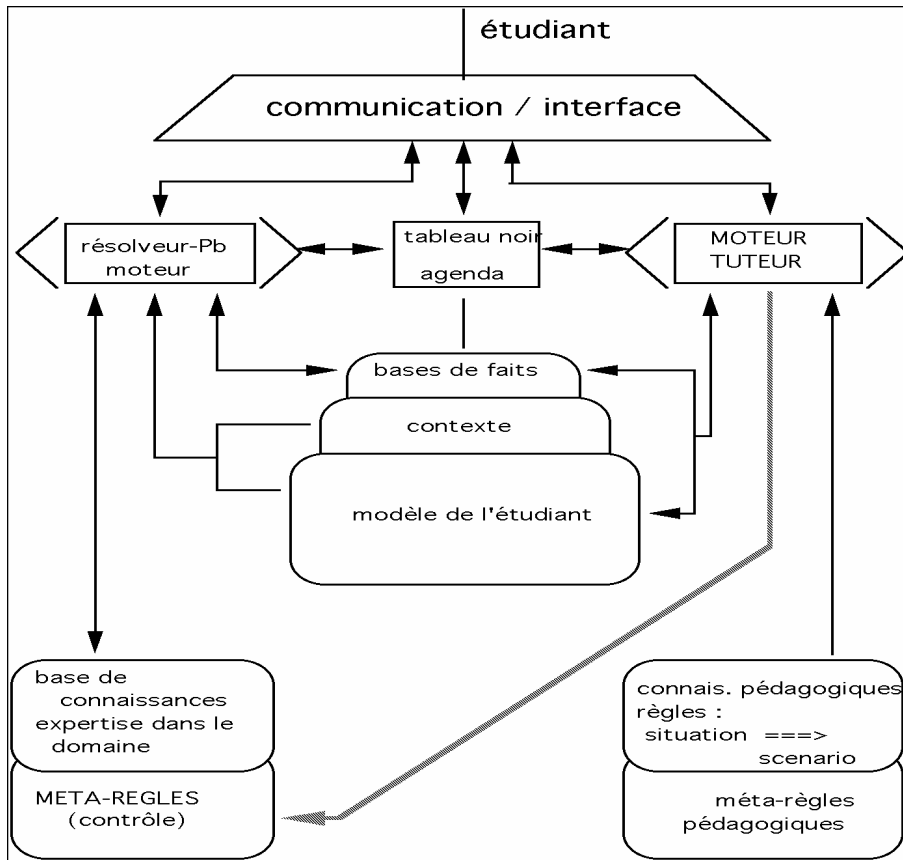 étudiant
communication / interface
résolveur-Pb
moteur
tableau noir
agenda
MOTEUR
TUTEUR
bases de faits
contexte
modèle de l'étudiant
base de
connaissances
expertise dans le
domaine
META-REGLES
(contrôle)
connais. pédagogiques
règles :
situation ===>
scenario
méta-règles
pédagogiques